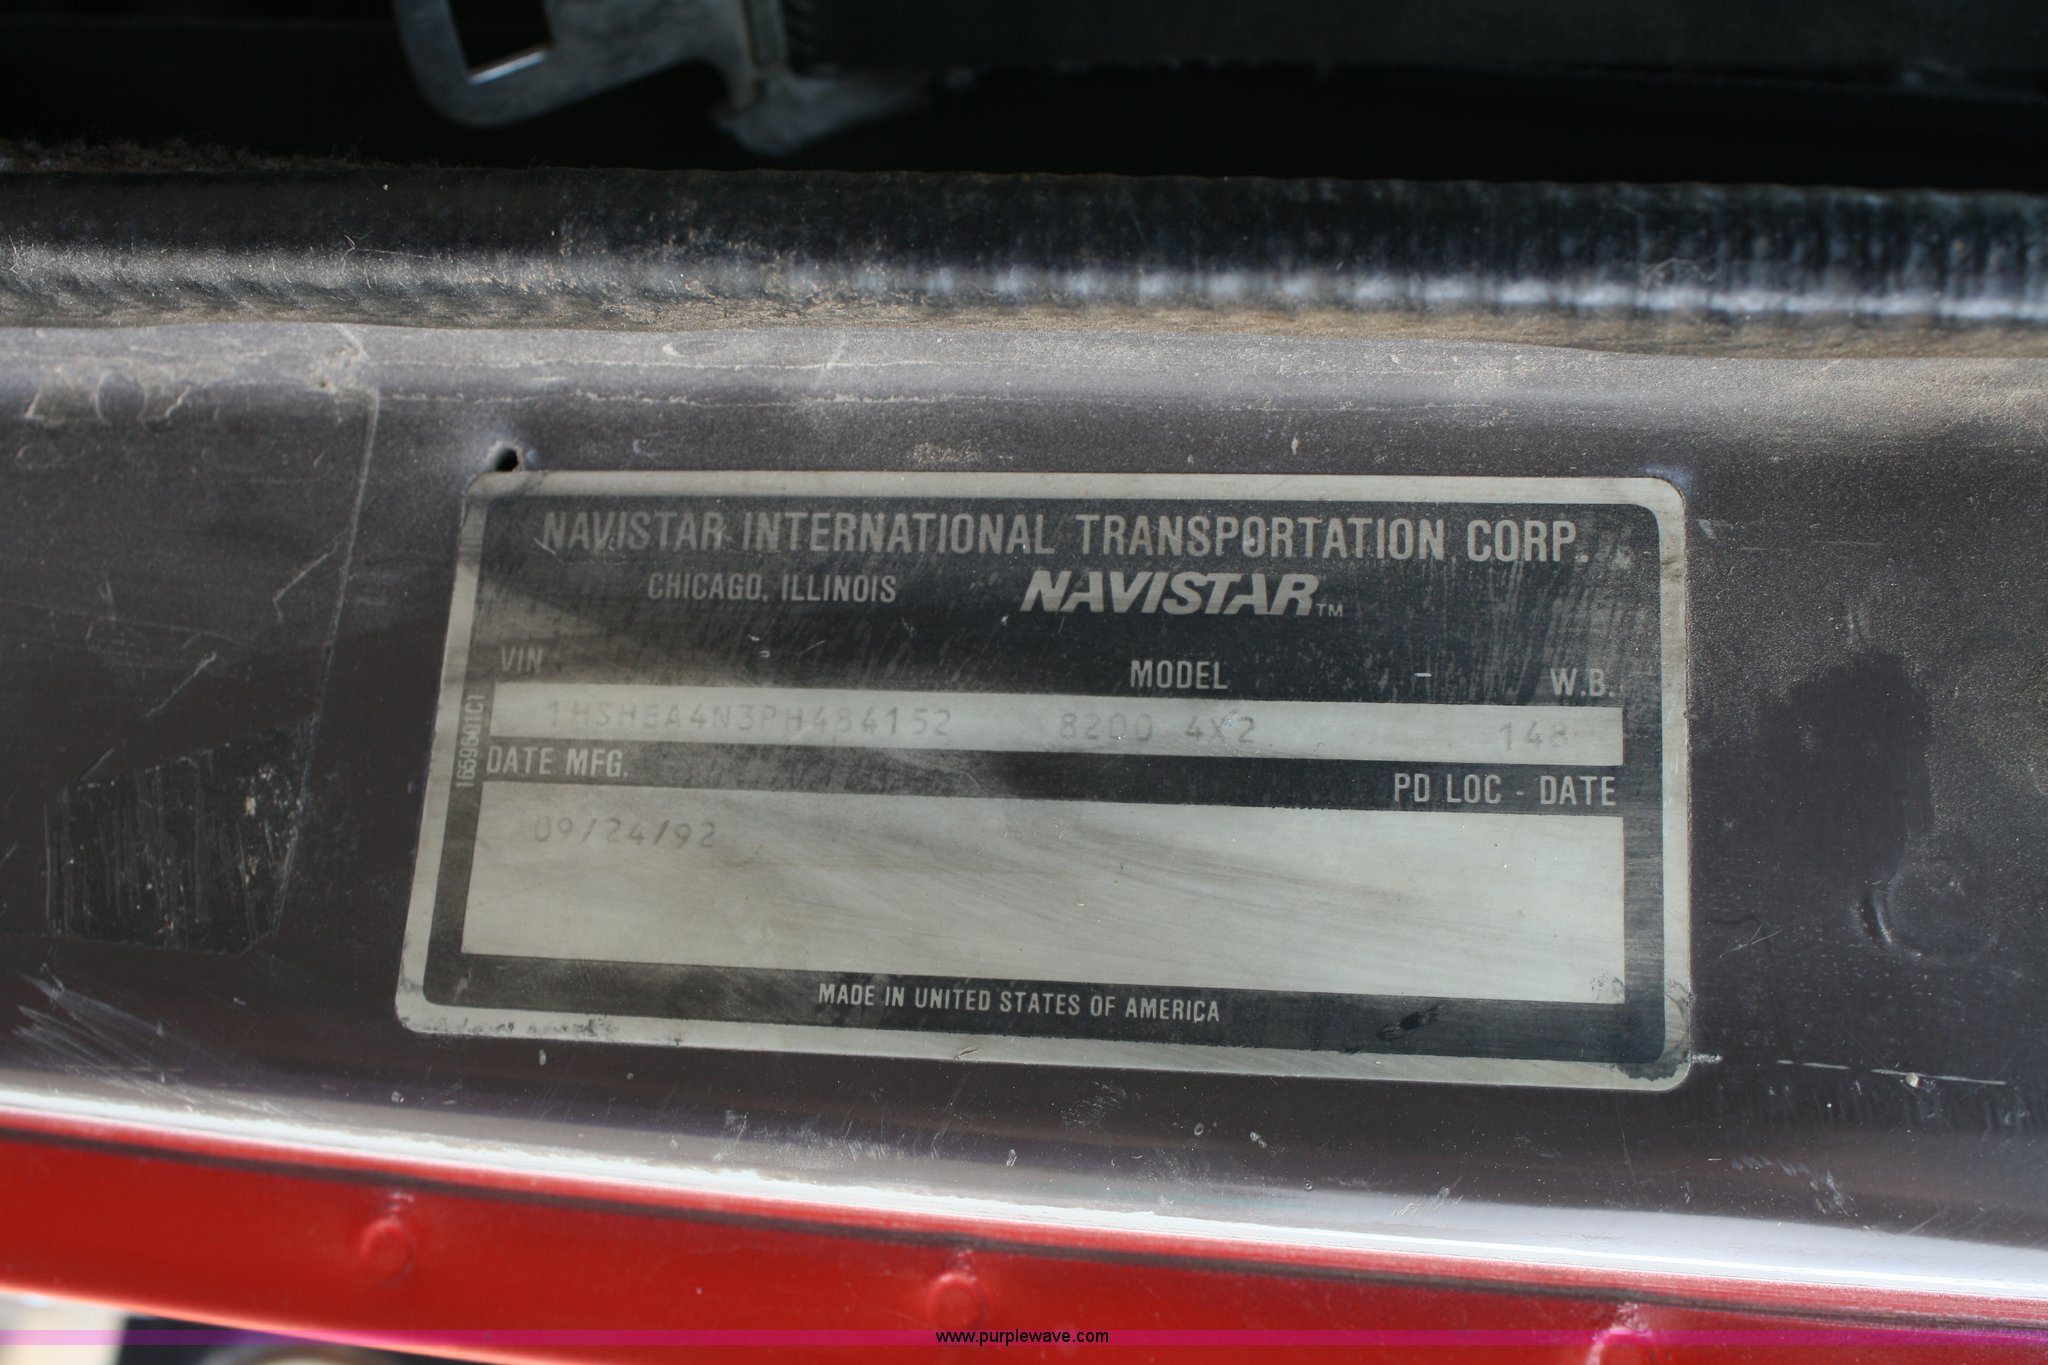 NAVISTAR INTERNATIONAL TRANSPORTATION CORP.
CHICAGO, ILLINOIS NAVISTAR™
VIN MODEL - W.B.
1HSHEA4N3PH484152 8200 4X2 148
1659601C1
DATE MFG. PD LOC - DATE
09/24/92
MADE IN UNITED STATES OF AMERICA
www.purplewave.com